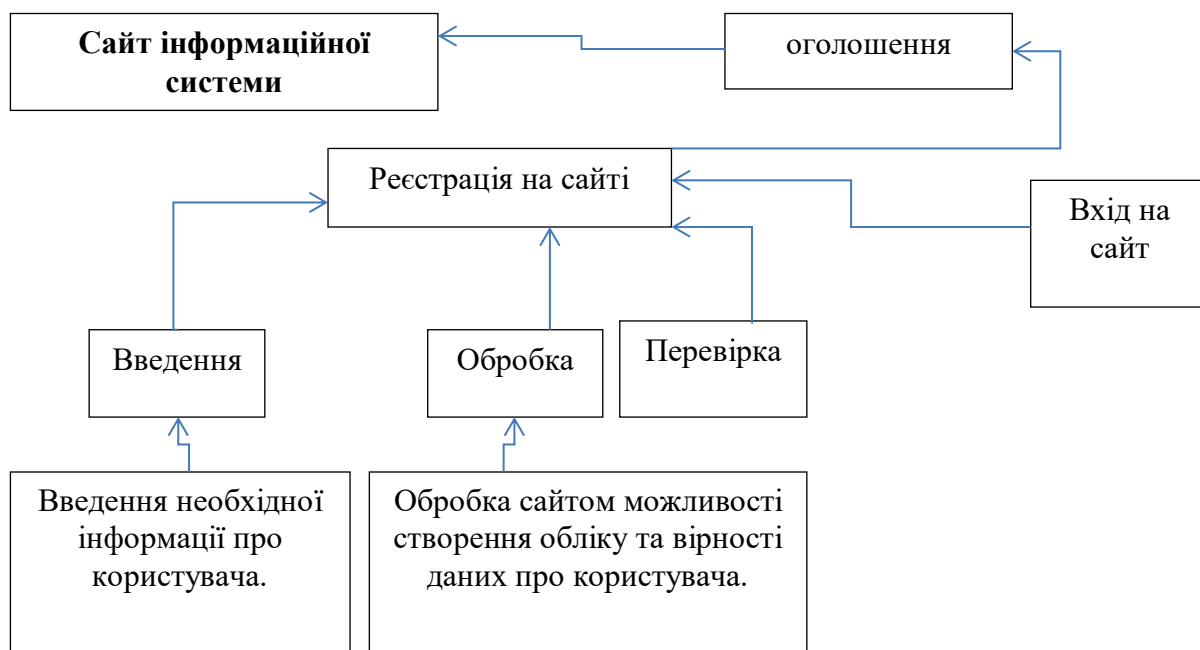 Сайт інформаційної
системи
оголошення
Реєстрація на сайті
Вхід на
сайт
Введення
Обробка
Перевірка
Введення необхідної
інформації про
користувача.
Обробка сайтом можливості
створення обліку та вірності
даних про користувача.